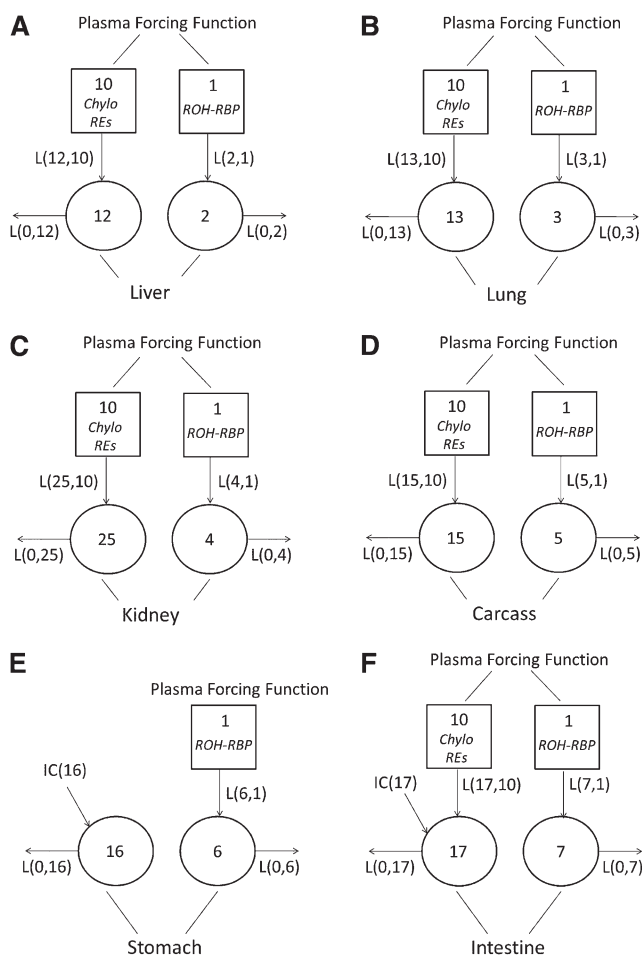 A
Plasma Forcing Function
10
Chylo
REs
1
ROH-RBP
L(12,10)
L(2,1)
12
2
L(0,12)
L(0,2)
Liver
B
Plasma Forcing Function
10
Chylo
REs
1
ROH-RBP
L(13,10)
L(3,1)
13
3
L(0,13)
L(0,3)
Lung
C
Plasma Forcing Function
10
Chylo
REs
1
ROH-RBP
L(25,10)
L(4,1)
25
4
L(0,25)
L(0,4)
Kidney
D
Plasma Forcing Function
10
Chylo
REs
1
ROH-RBP
L(15,10)
L(5,1)
15
5
L(0,15)
L(0,5)
Carcass
E
Plasma Forcing Function
1
ROH-RBP
IC(16)
L(6,1)
16
6
L(0,16)
L(0,6)
Stomach
F
Plasma Forcing Function
10
Chylo
REs
1
ROH-RBP
IC(17)
L(17,10)
L(7,1)
17
7
L(0,17)
L(0,7)
Intestine